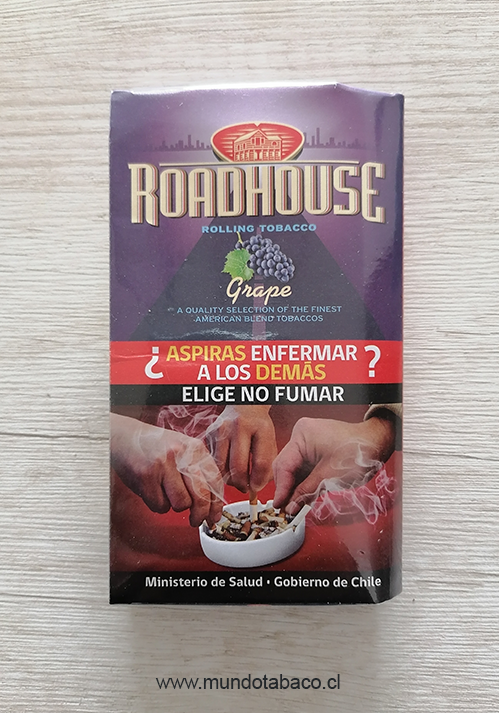 ROADHOUSE
ROLLING TOBACCO
Grape
A QUALITY SELECTION OF THE FINEST
AMERICAN BLEND TOBACCOS
¿ASPIRAS ENFERMAR
A LOS DEMÁS?
ELIGE NO FUMAR
Ministerio de Salud • Gobierno de Chile
www.mundotabaco.cl